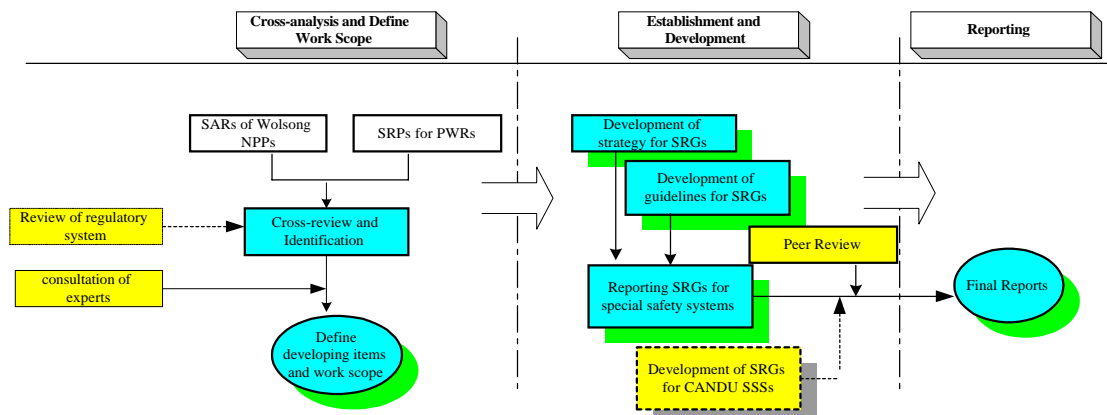 Cross-analysis and Define
Work Scope
Establishment and
Development
Reporting
SARs of Wolsong
NPPs
SRPs for PWRs
Review of regulatory
system
Cross-review and
Identification
consultation of
experts
Define
developing items
and work scope
Development of
strategy for SRGs
Development of
guidelines for SRGs
Peer Review
Reporting SRGs for
special safety systems
Development of SRGs
for CANDU SSSs
Final Reports